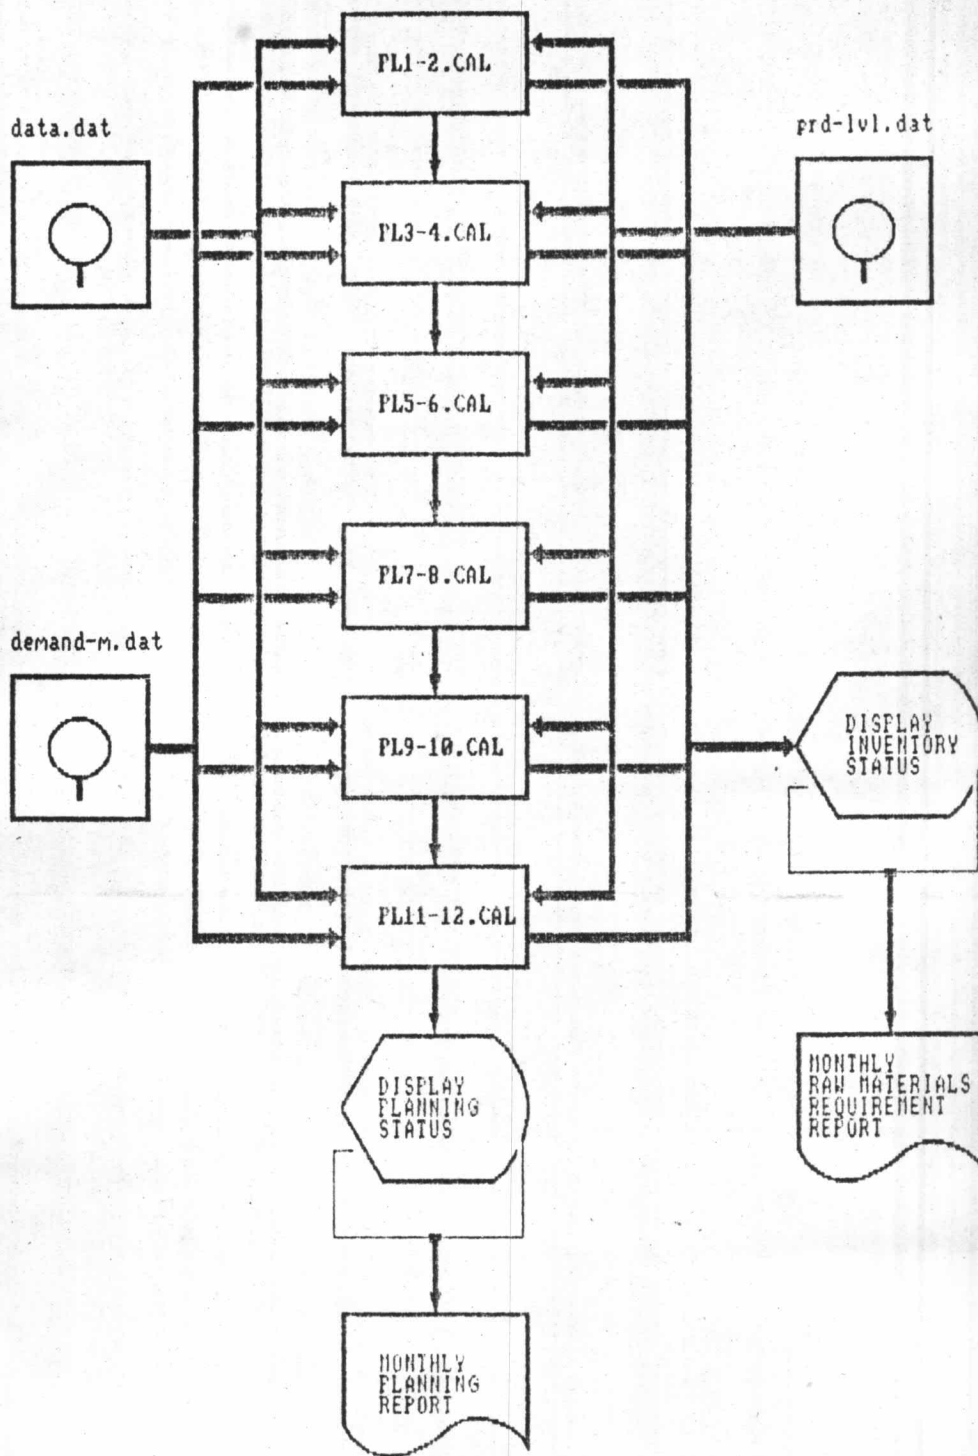 PL1-2.CAL
data.dat
prd-lvl.dat
PL3-4.CAL
PL5-6.CAL
PL7-8.CAL
demand-m.dat
PL9-10.CAL
DISPLAY
INVENTORY
STATUS
PL11-12.CAL
DISPLAY
PLANNING
STATUS
MONTHLY
RAW MATERIALS
REQUIREMENT
REPORT
MONTHLY
PLANNING
REPORT